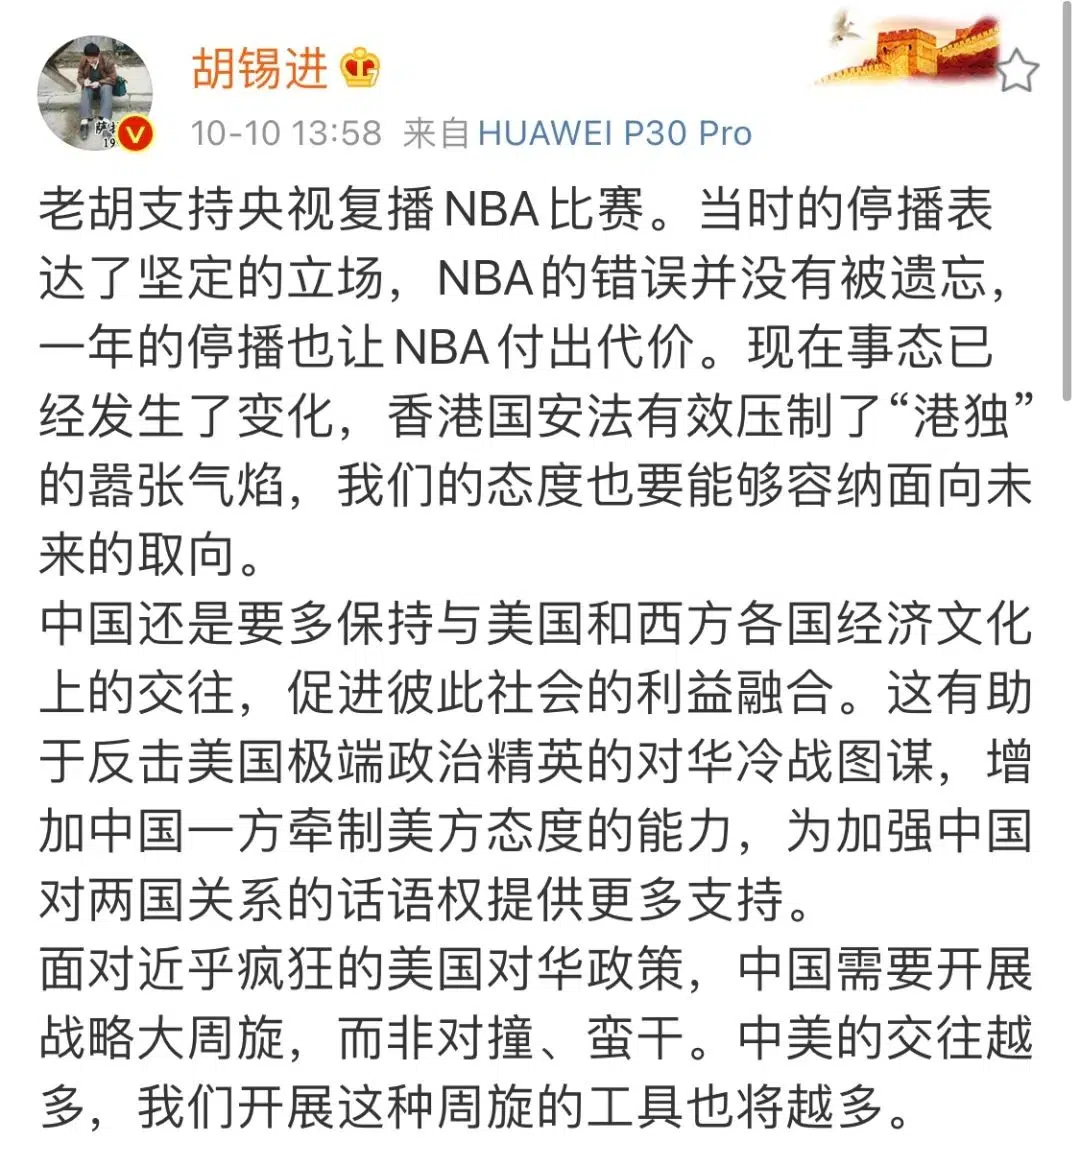 胡锡进
10-10 13:58 来自 HUAWEI P30 Pro
老胡支持央视复播NBA比赛。当时的停播表
达了坚定的立场，NBA的错误并没有被遗忘，
一年的停播也让NBA付出代价。现在事态已
经发生了变化，香港国安法有效压制了“港独”
的嚣张气焰，我们的态度也要能够容纳面向未
来的取向。
中国还是要多保持与美国和西方各国经济文化
上的交往，促进彼此社会的利益融合。这有助
于反击美国极端政治精英的对华冷战图谋，增
加中国一方牵制美方态度的能力，为加强中国
对两国关系的话语权提供更多支持。
面对近乎疯狂的美国对华政策，中国需要开展
战略大周旋，而非对撞、蛮干。中美的交往越
多，我们开展这种周旋的工具也将越多。